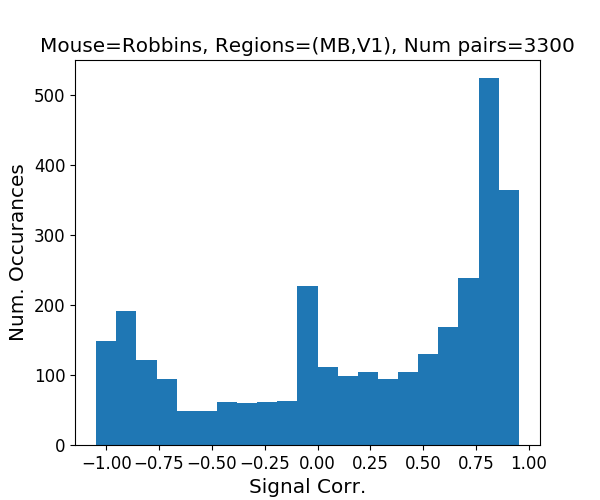 Mouse=Robbins, Regions=(MB,V1), Num pairs=3300
500
400
300
200
100
0
Num. Occurances
−1.00 −0.75 −0.50 −0.25 0.00 0.25 0.50 0.75 1.00
Signal Corr.